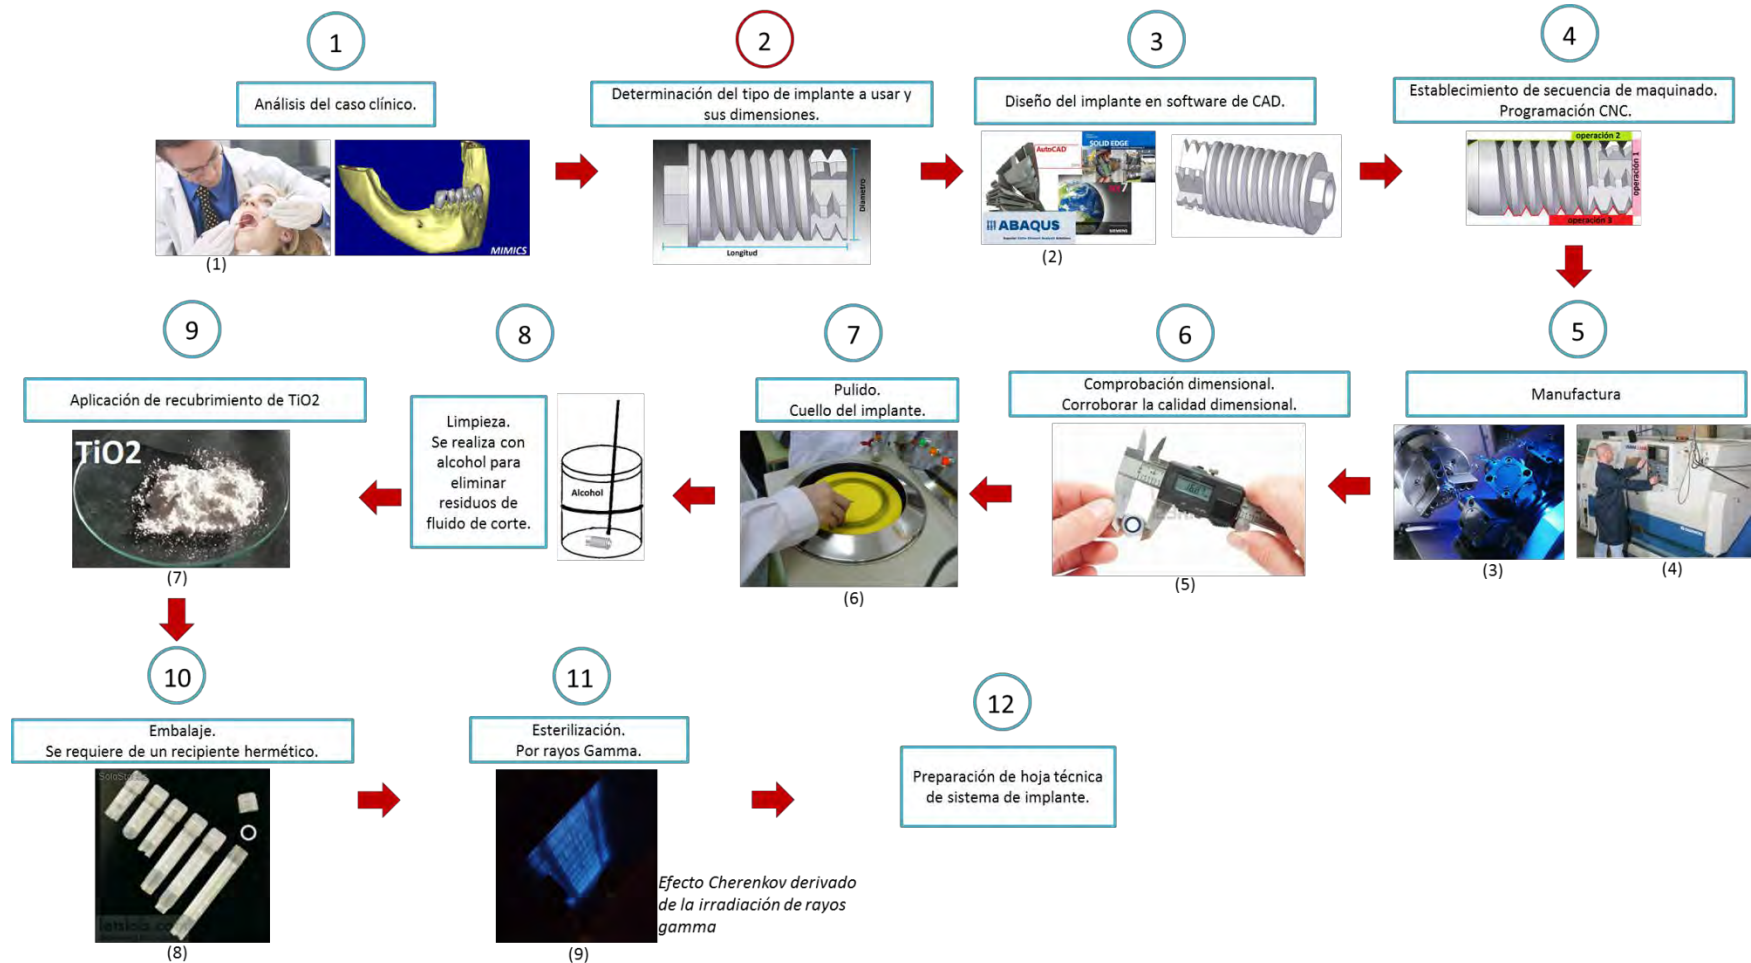 1
Análisis del caso clínico.
MIMICS
(1)
2
Determinación del tipo de implante a usar y
sus dimensiones.
Diametro
Longitud
3
Diseño del implante en software de CAD.
AutoCAD
SOLID EDGE
ABAQUS
(2)
4
Establecimiento de secuencia de maquinado.
Programación CNC.
operación 2
operación 1
operación 3
5
Manufactura
(3)
(4)
6
Comprobación dimensional.
Corroborar la calidad dimensional.
(5)
7
Pulido.
Cuello del implante.
(6)
8
Limpieza.
Se realiza con
alcohol para
eliminar
residuos de
fluido de corte.
Alcohol
9
Aplicación de recubrimiento de TiO2
TiO2
(7)
10
Embalaje.
Se requiere de un recipiente hermético.
(8)
11
Esterilización.
Por rayos Gamma.
Efecto Cherenkov derivado
de la irradiación de rayos
gamma
(9)
12
Preparación de hoja técnica
de sistema de implante.